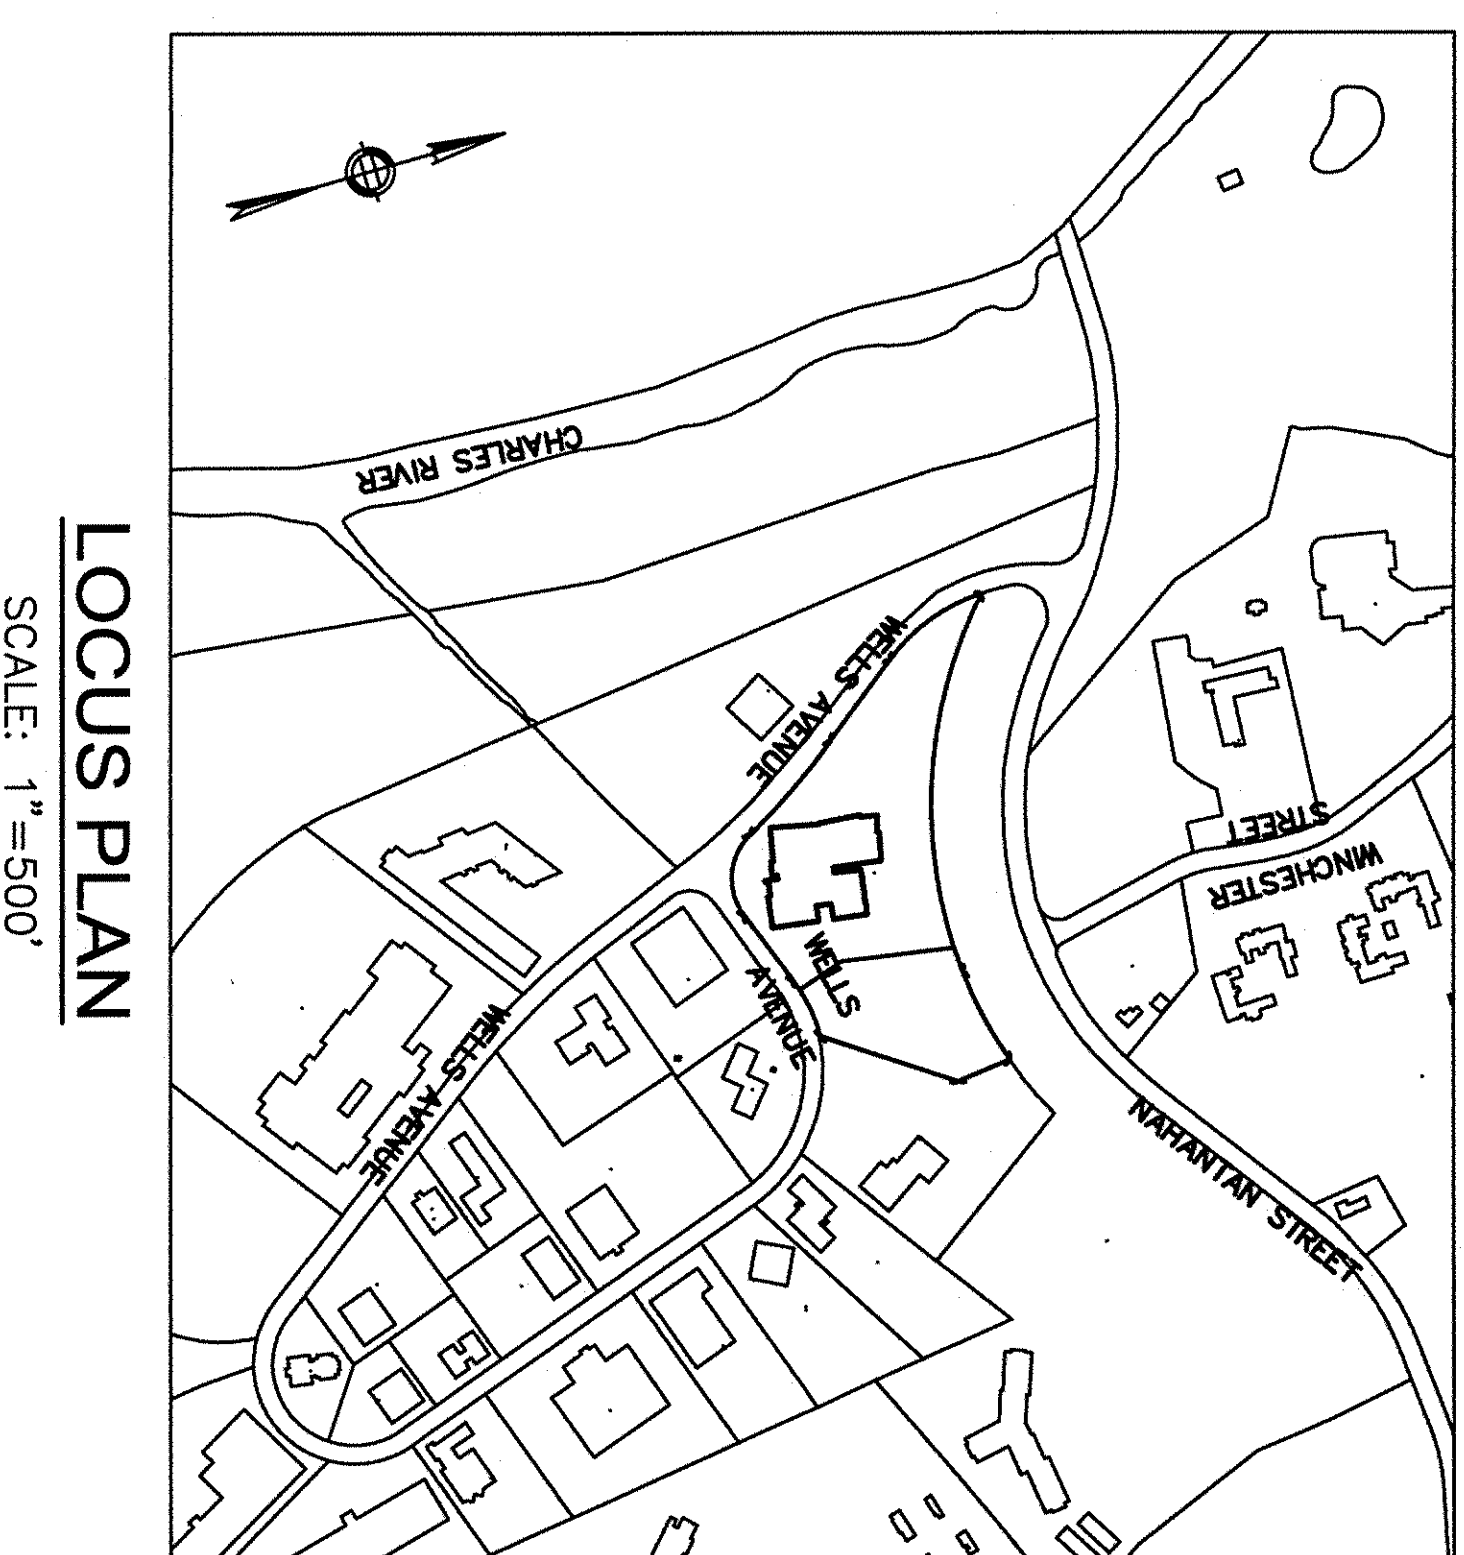 LOCUS PLAN
SCALE: 1"=500'
CHARLES RIVER
WELLS AVENUE
WINCHESTER
STREET
WELLS
AVENUE
WELLS AVENUE
NAHANTAN STREET